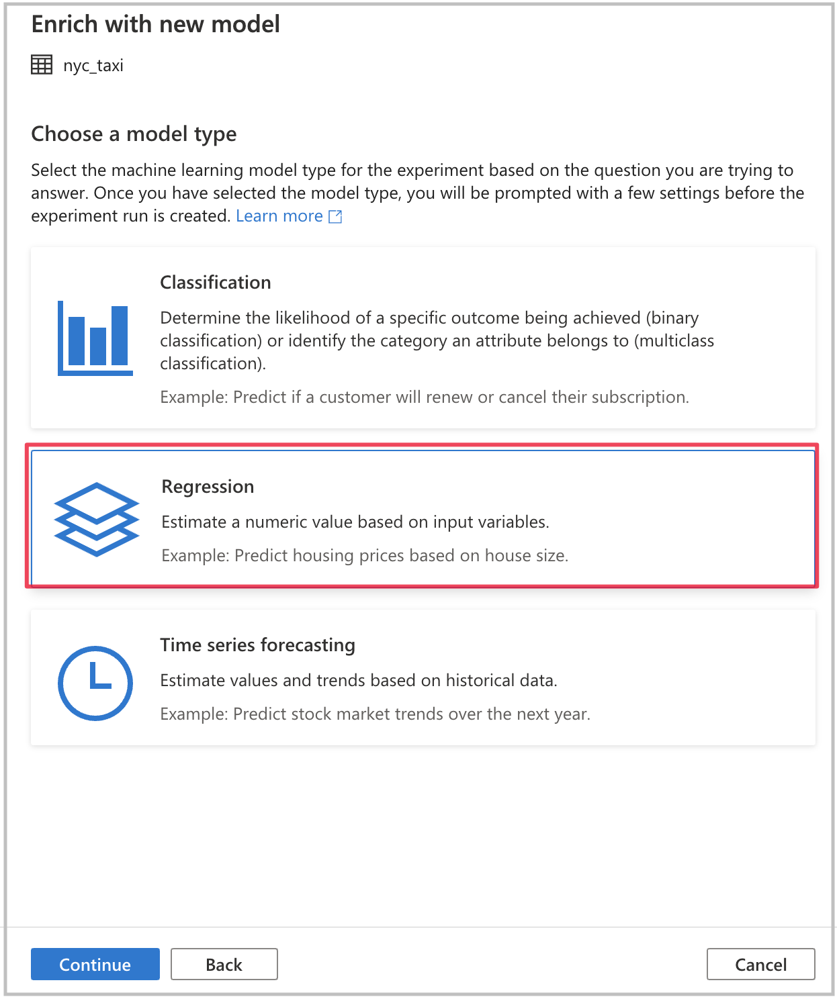 Enrich with new model
nyc_taxi
Choose a model type
Select the machine learning model type for the experiment based on the question you are trying to
answer. Once you have selected the model type, you will be prompted with a few settings before the
experiment run is created. Learn more
Classification
Determine the likelihood of a specific outcome being achieved (binary
classification) or identify the category an attribute belongs to (multiclass
classification).
Example: Predict if a customer will renew or cancel their subscription.
Regression
Estimate a numeric value based on input variables.
Example: Predict housing prices based on house size.
Time series forecasting
Estimate values and trends based on historical data.
Example: Predict stock market trends over the next year.
Continue
Back
Cancel